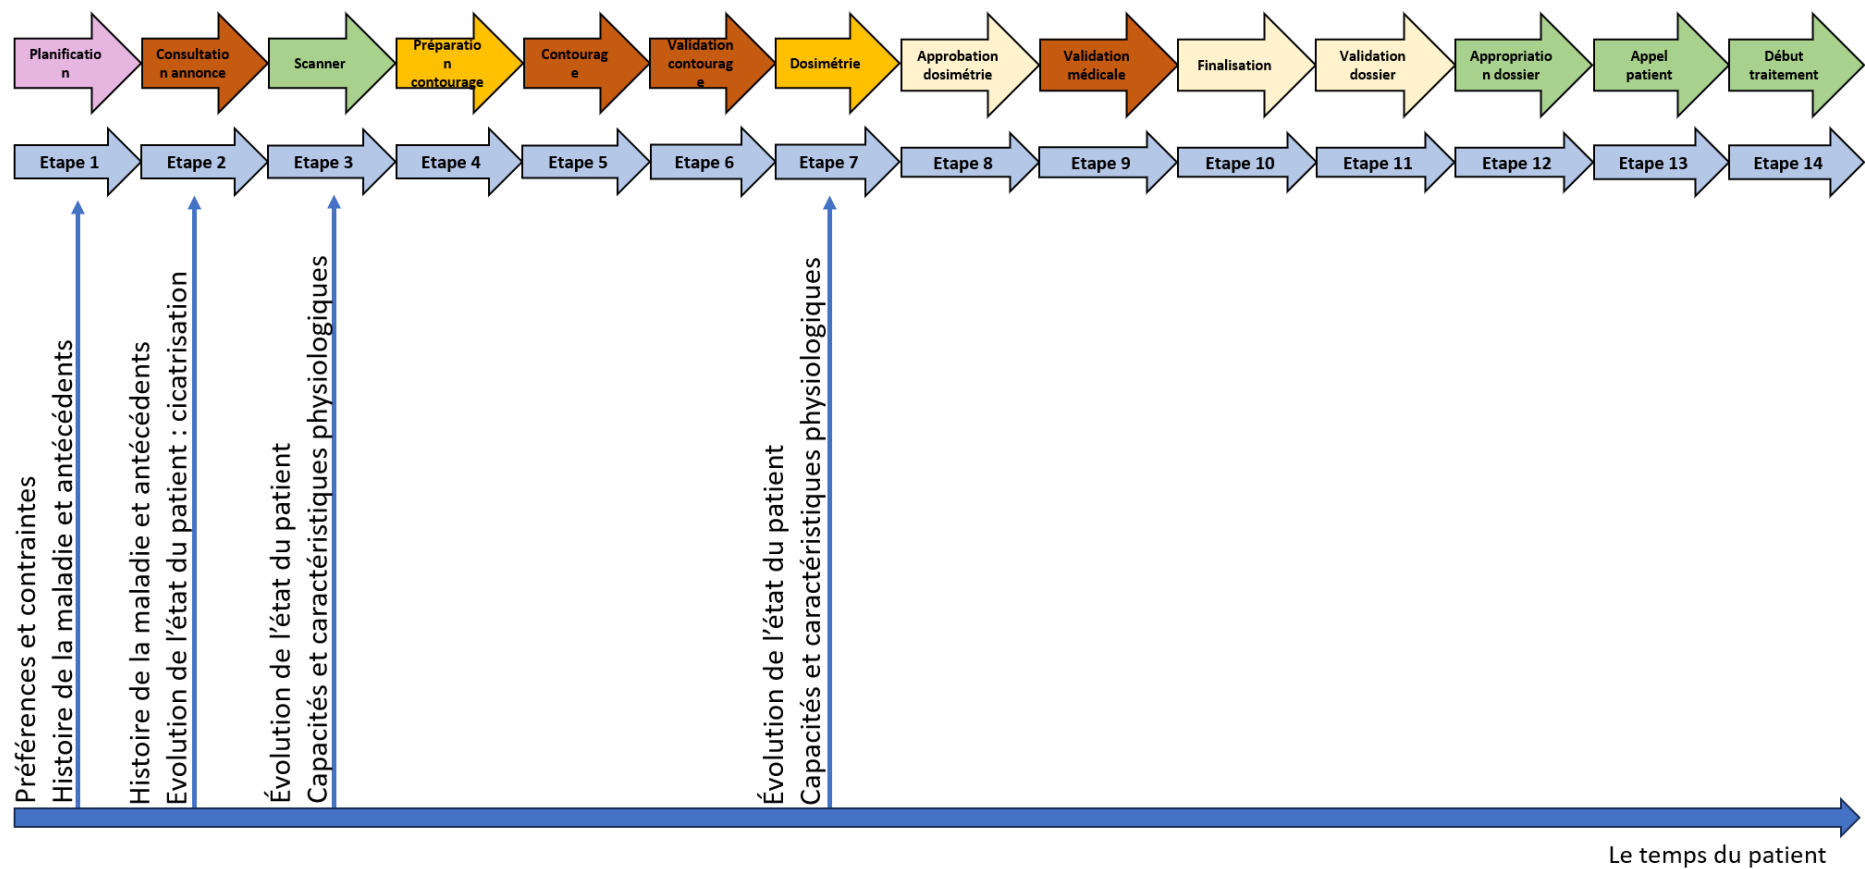 Planificatio
n
Consultatio
n annonce
Scanner
Préparatio
n
contourage
Contourag
e
Validation
contourag
e
Dosimétrie
Approbation
dosimétrie
Validation
médicale
Finalisation
Validation
dossier
Appropriatio
n dossier
Appel
patient
Début
traitement
Etape 1
Etape 2
Etape 3
Etape 4
Etape 5
Etape 6
Etape 7
Etape 8
Etape 9
Etape 10
Etape 11
Etape 12
Etape 13
Etape 14
Préférences et contraintes
Histoire de la maladie et antécédents
Histoire de la maladie et antécédents
Evolution de l'état du patient : cicatrisation
Évolution de l'état du patient
Capacités et caractéristiques physiologiques
Évolution de l'état du patient
Capacités et caractéristiques physiologiques
Le temps du patient